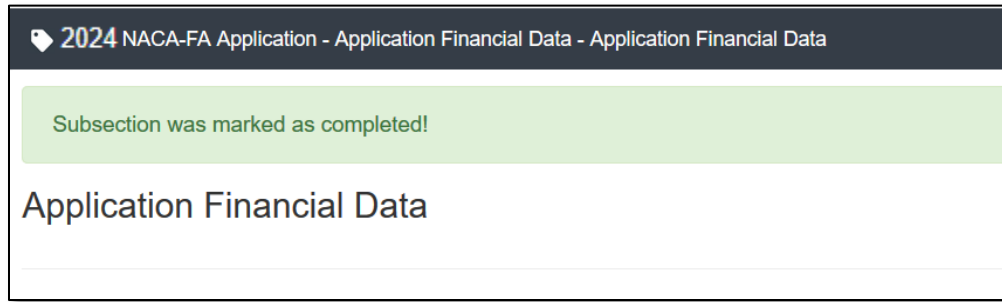 2024 NACA-FA Application - Application Financial Data - Application Financial Data
Subsection was marked as completed!
Application Financial Data